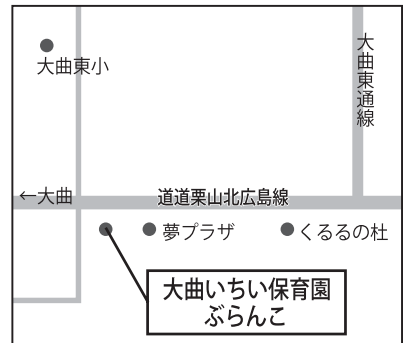 大曲東小
大曲東通線
←大曲
道道栗山北広島線
夢プラザ
くるるの杜
大曲いちい保育園
ぶらんこ